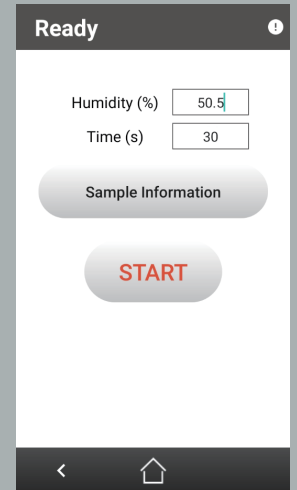 Ready
Humidity (%) 50.5
Time (s) 30
Sample Information
START